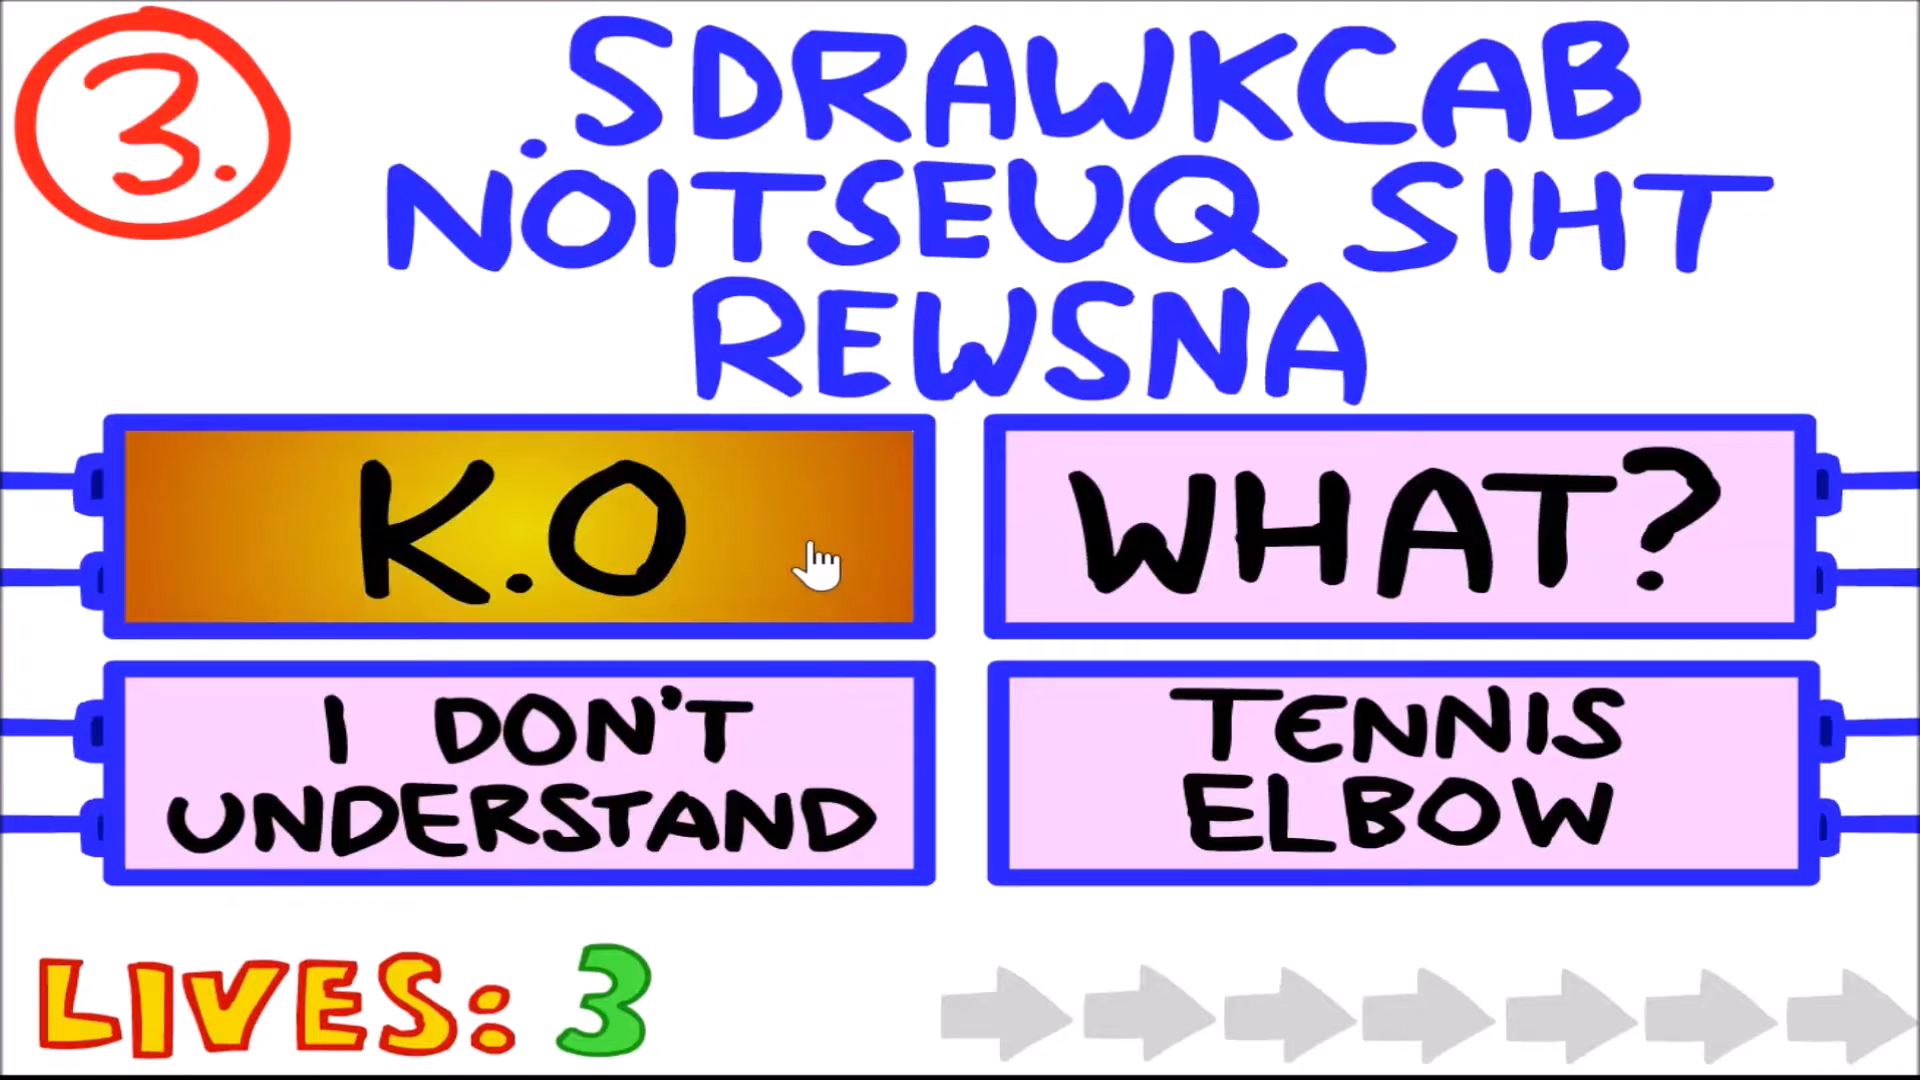 3.
.SDRAWKCAB
NOITSEUQ SIHT
REWSNA
K.O
WHAT?
I DON'T
UNDERSTAND
TENNIS
ELBOW
LIVES: 3